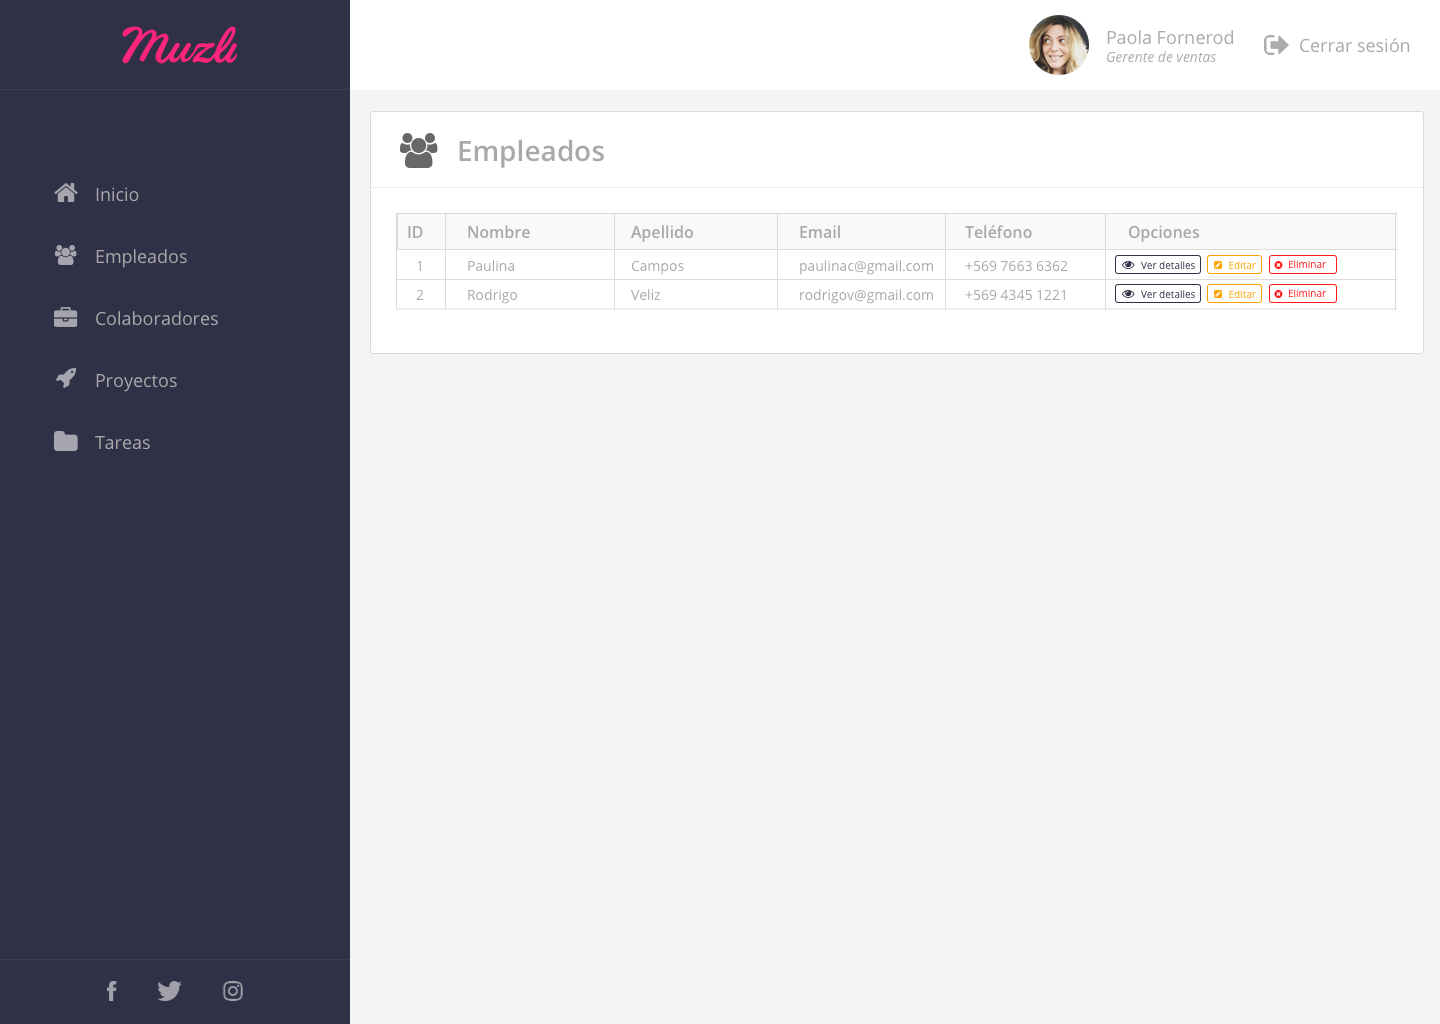 Muzli
Paola Fornerod
Gerente de ventas
Cerrar sesión
Inicio
Empleados
Colaboradores
Proyectos
Tareas
Empleados
ID Nombre Apellido Email Teléfono Opciones
1 Paulina Campos paulinac@gmail.com +569 7663 6362 Ver detalles Editar Eliminar
2 Rodrigo Veliz rodrigov@gmail.com +569 4345 1221 Ver detalles Editar Eliminar